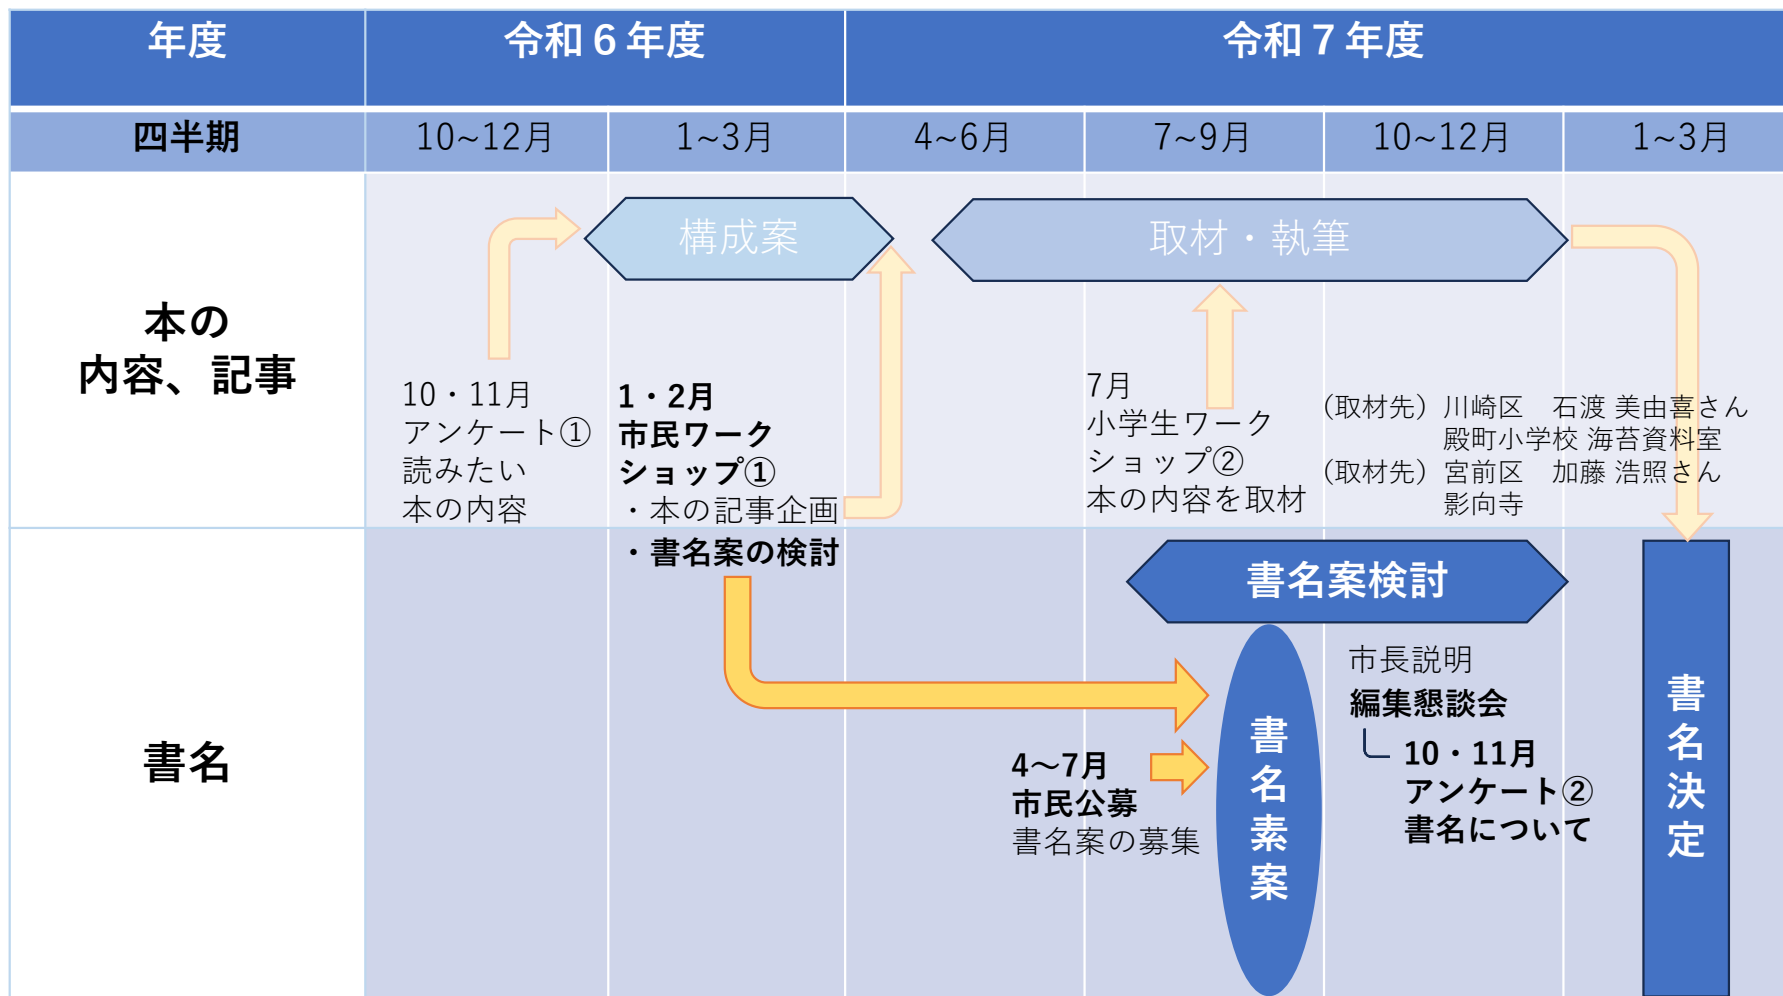 年度
令和６年度
令和７年度
四半期
10~12月
1~3月
4~6月
7~9月
10~12月
1~3月
本の
内容、記事
構成案
取材・執筆
10・11月
アンケート①
読みたい
本の内容
1・2月
市民ワーク
ショップ①
・本の記事企画
・書名案の検討
7月
小学生ワーク
ショップ②
本の内容を取材
（取材先）川崎区　石渡 美由喜さん
殿町小学校 海苔資料室
（取材先）宮前区　加藤 浩照さん
影向寺
書名
書名案検討
4～7月
市民公募
書名案の募集
書名素案
市長説明
編集懇談会
10・11月
アンケート②
書名について
書名決定